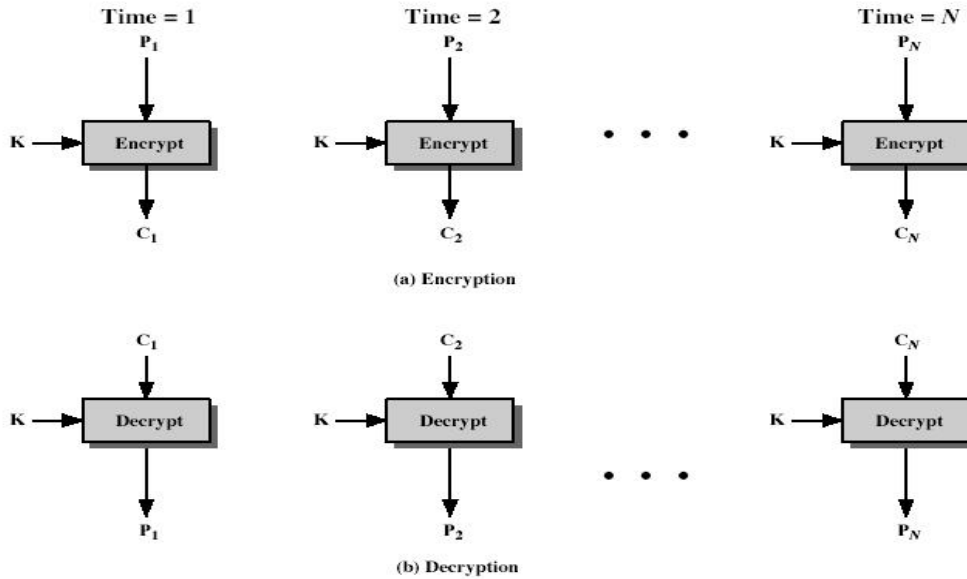 Time = 1 Time = 2 Time = N
P1 P2 PN
K Encrypt K Encrypt • • • K Encrypt
C1 C2 CN
(a) Encryption
C1 C2 CN
K Decrypt K Decrypt K Decrypt
• • •
P1 P2 PN
(b) Decryption